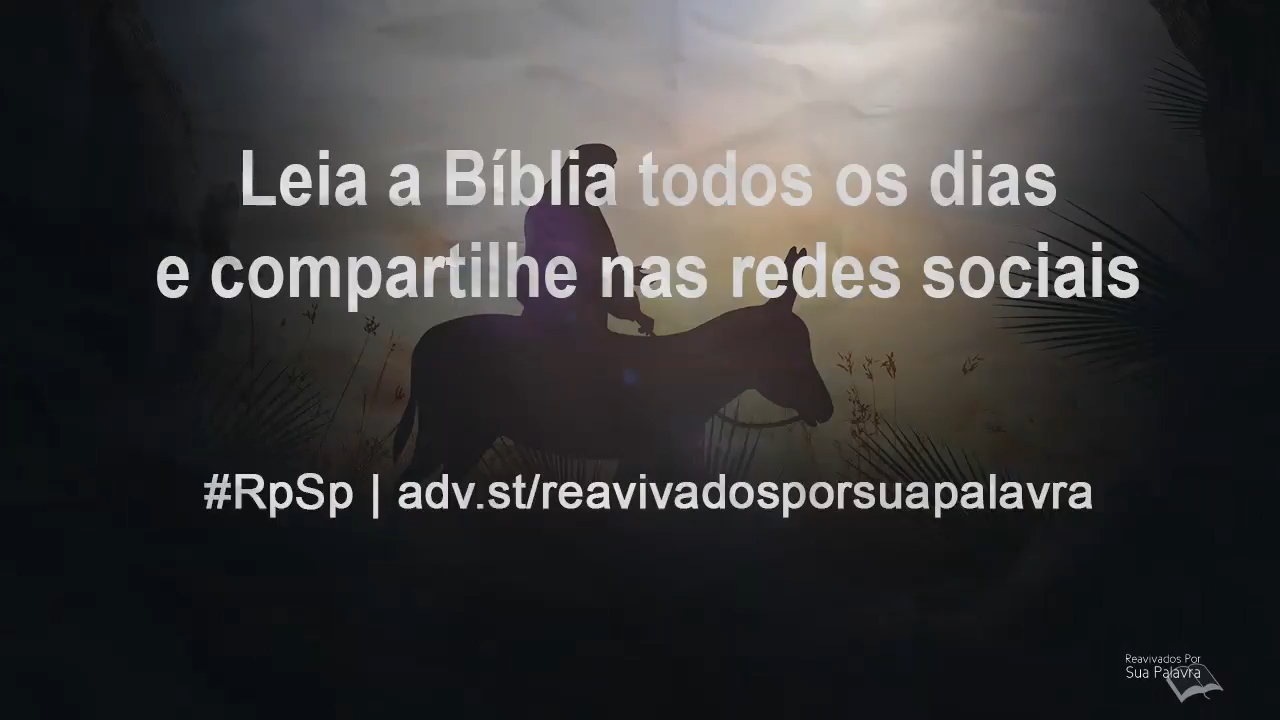 Leia a Bíblia todos os dias
e compartilhe nas redes sociais
#RpSp | adv.st/reavivadosporsuapalavra
Reavivados Por
Sua Palavra